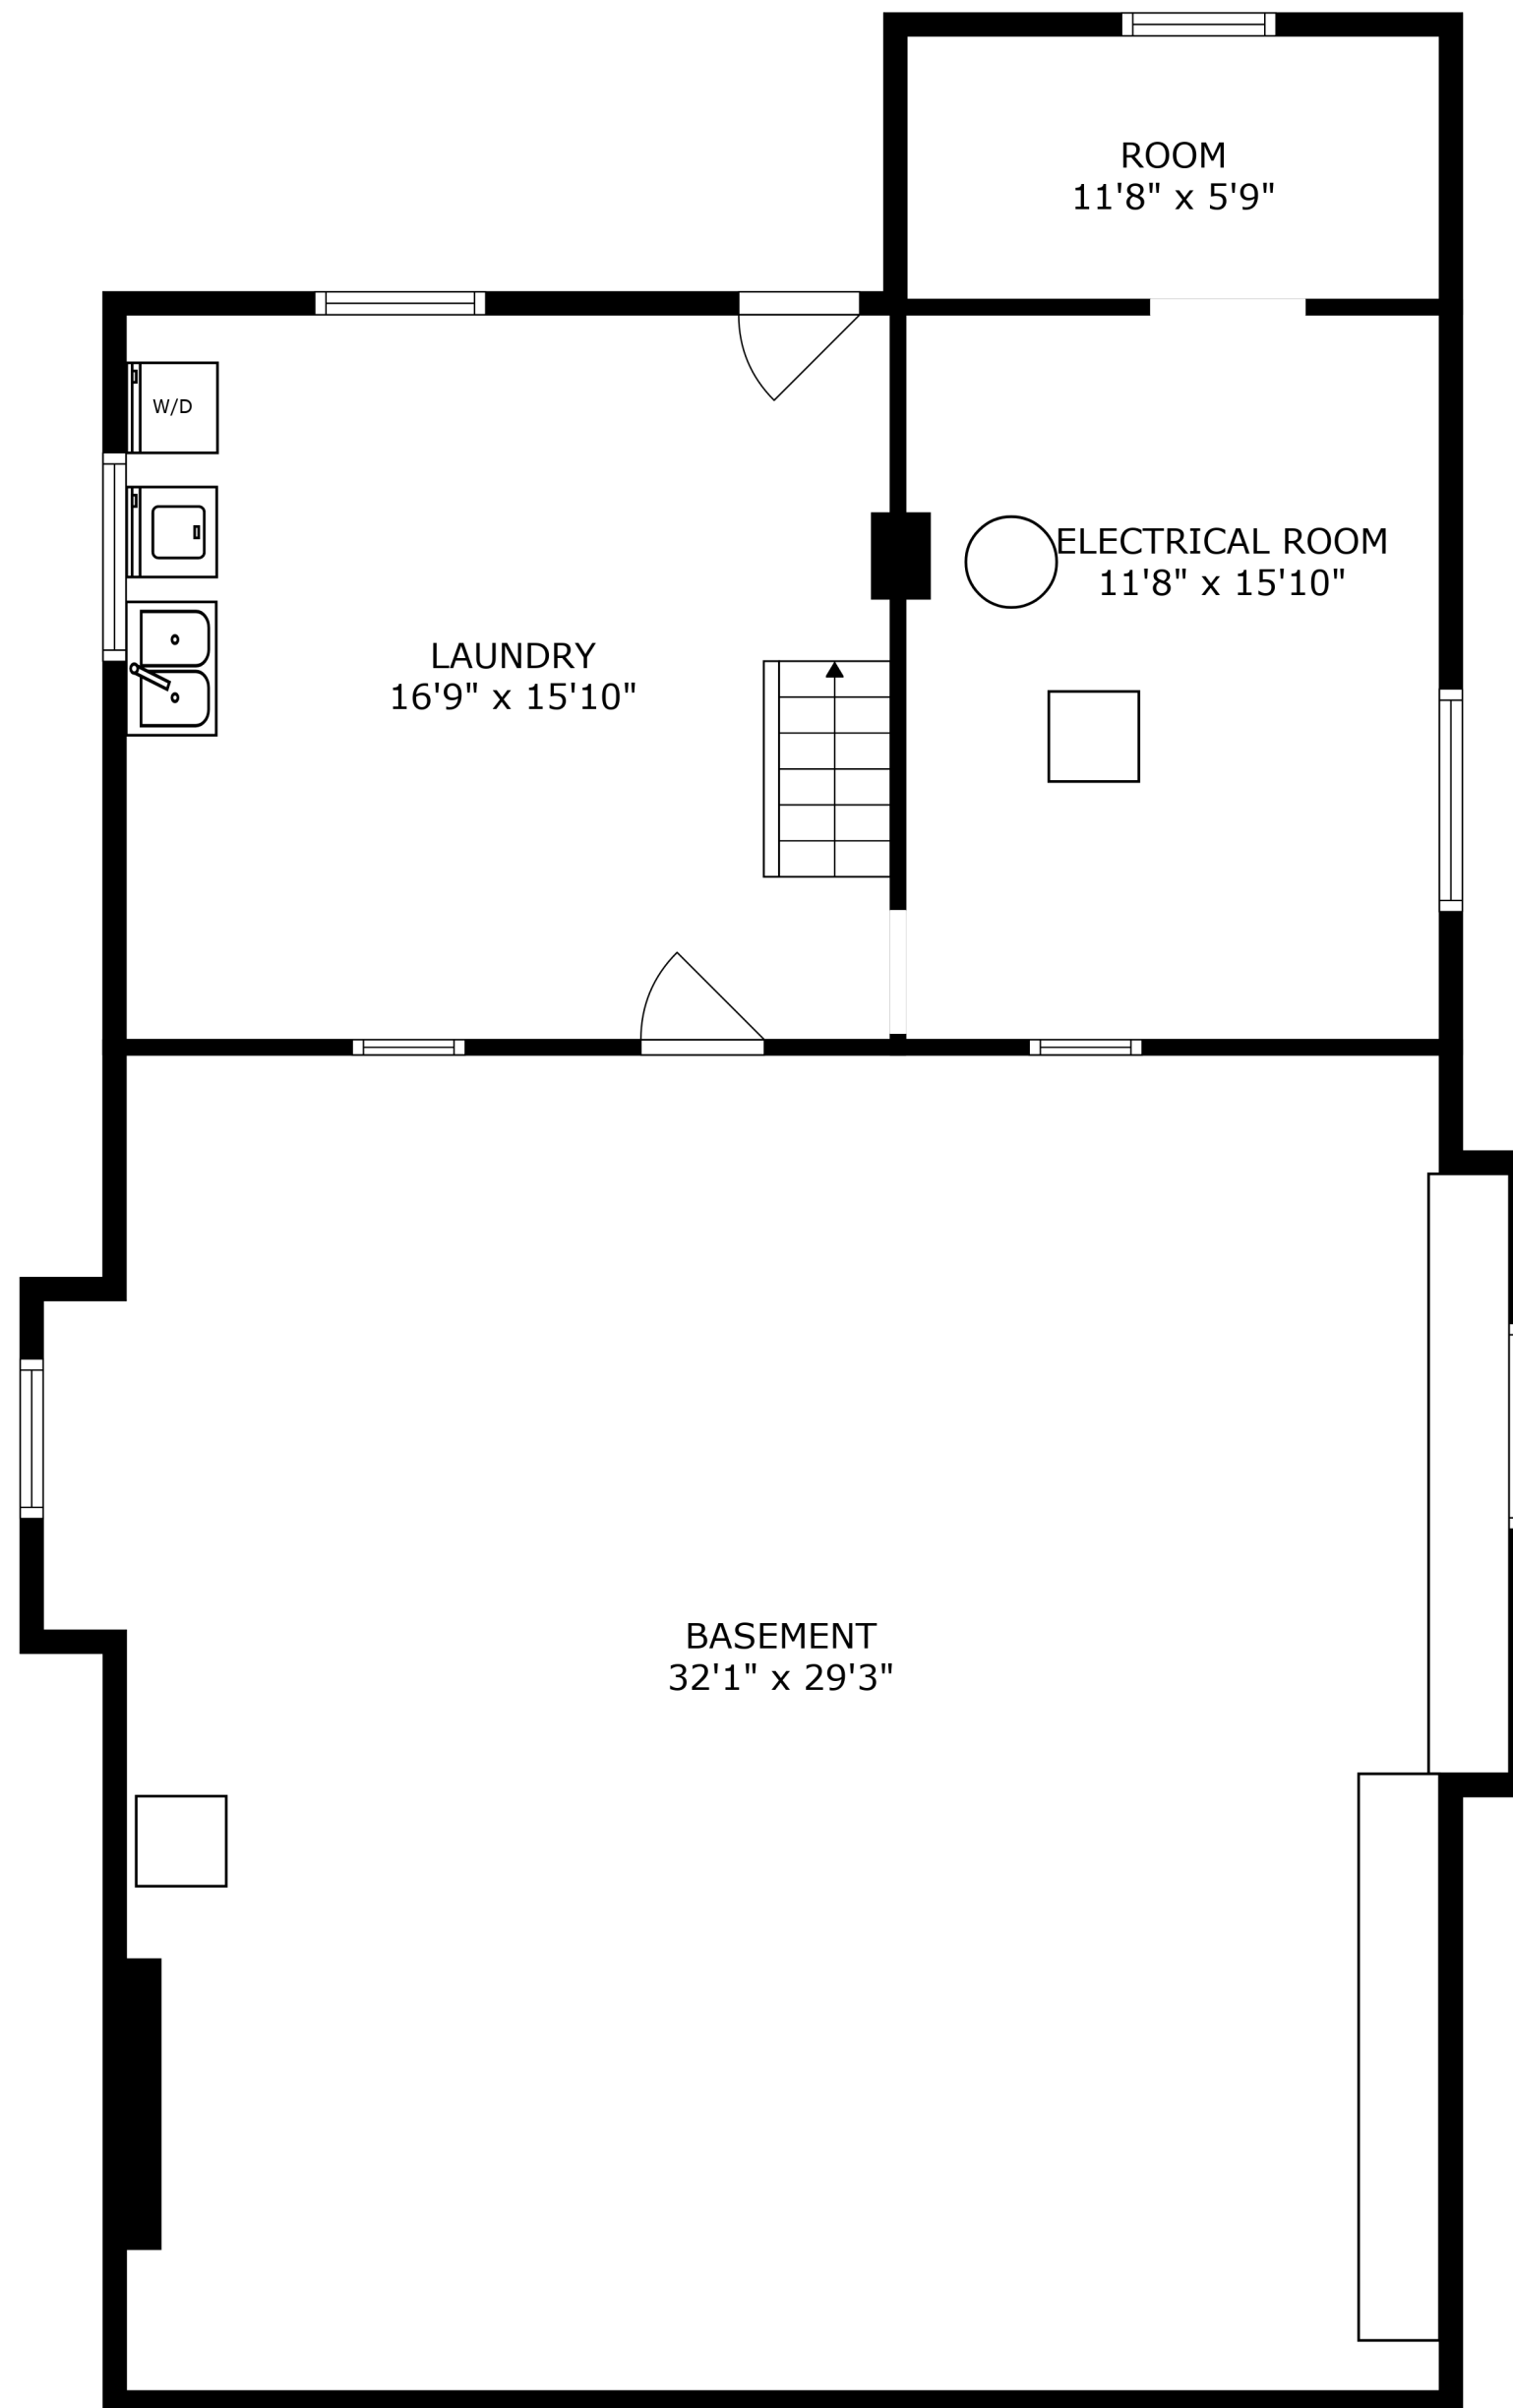 ROOM
11'8" x 5'9"
W/D
ELECTRICAL ROOM
11'8" x 15'10"
LAUNDRY
16'9" x 15'10"
BASEMENT
32'1" x 29'3"